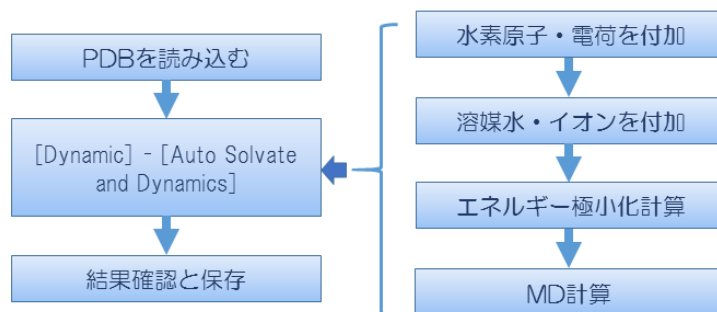 PDBを読み込む
[Dynamic] - [Auto Solvate
and Dynamics]
結果確認と保存
水素原子・電荷を付加
溶媒水・イオンを付加
エネルギー極小化計算
MD計算